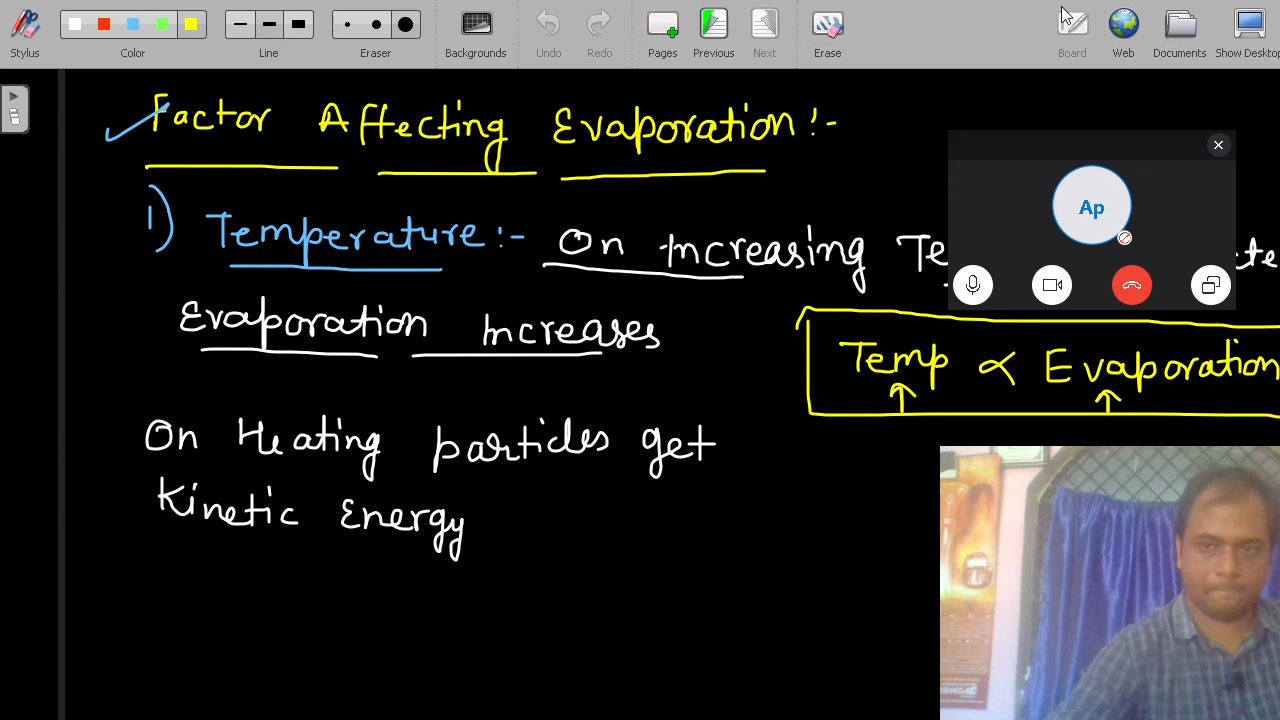 Stylus Color Line Eraser Backgrounds Undo Redo Pages Previous Next Erase Board Web Documents Show Desktop
Factor Affecting Evaporation:-
1) Temperature:- On Increasing Te
Evaporation Increases
Ap
Temp ∝ Evaporation
↑ ↑
On Heating particles get
Kinetic Energy